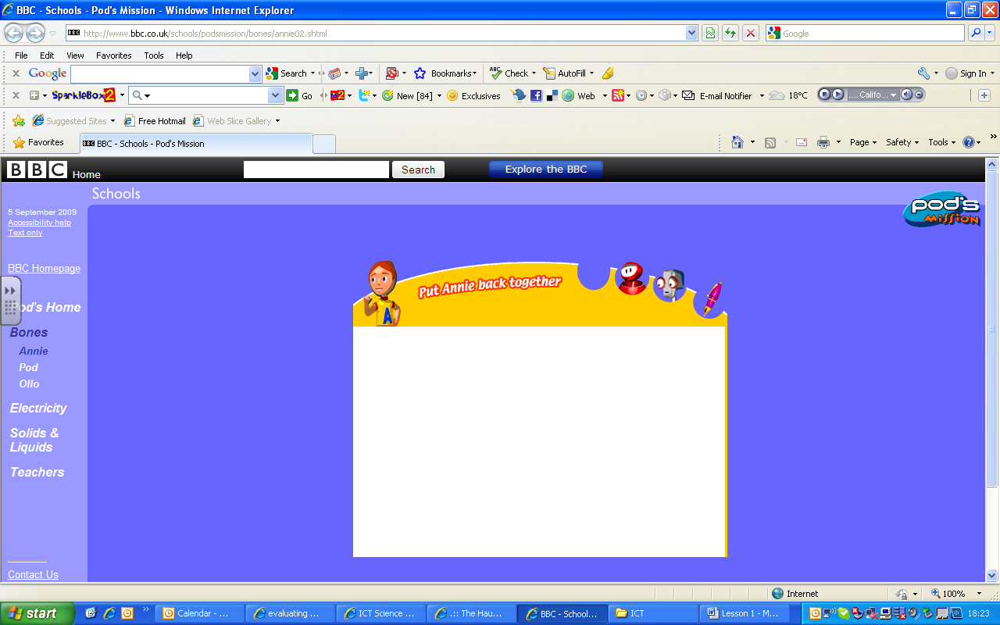 BBC - Schools - Pod's Mission - Windows Internet Explorer
http://www.bbc.co.uk/schools/podsmission/bones/annie02.shtml
Google
File Edit View Favorites Tools Help
x Google Search Bookmarks ABC Check AutoFill Sign In
x SparkleBox2 Go 2 New [84] Exclusives Web E-mail Notifier 18°C ...... Califo...
Suggested Sites Free Hotmail Web Slice Gallery
Favorites BBC BBC - Schools - Pod's Mission Page Safety Tools
BBC Home Search Explore the BBC
Schools
pod's mission
5 September 2009
Accessibility help
Text only
BBC Homepage
Put Annie back together
A
Pod's Home
Bones
Annie
Pod
Ollo
Electricity
Solids &
Liquids
Teachers
Contact Us
Internet 100%
start Calendar - ... evaluating ... ICT Science ... .:: The Hau... BBC - School... ICT Lesson 1 - M... 18:23